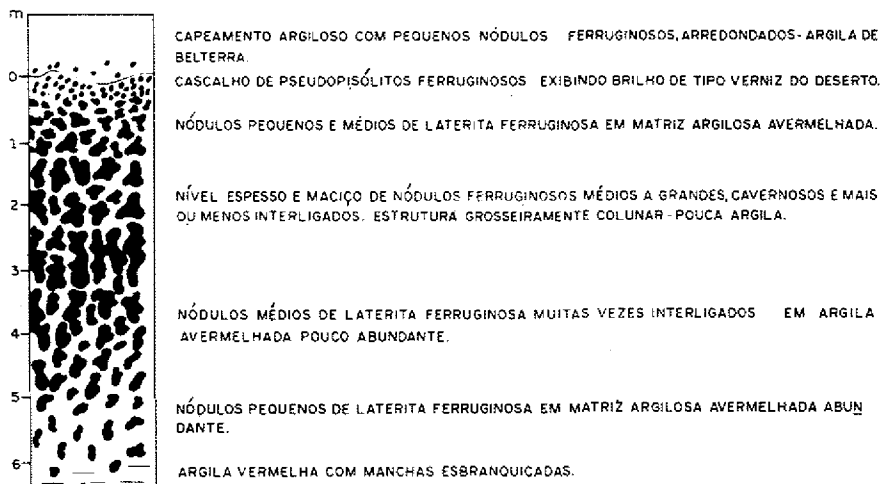 m
CAPEAMENTO ARGILOSO COM PEQUENOS NÓDULOS FERRUGINOSOS, ARREDONDADOS - ARGILA DE
BELTERRA.
0
CASCALHO DE PSEUDOPISÓLITOS FERRUGINOSOS EXIBINDO BRILHO DE TIPO VERNIZ DO DESERTO.
NÓDULOS PEQUENOS E MÉDIOS DE LATERITA FERRUGINOSA EM MATRIZ ARGILOSA AVERMELHADA.
1
NÍVEL ESPESSO E MACIÇO DE NÓDULOS FERRUGINOSOS MÉDIOS A GRANDES, CAVERNOSOS E MAIS
2
OU MENOS INTERLIGADOS. ESTRUTURA GROSSEIRAMENTE COLUNAR - POUCA ARGILA.
3
NÓDULOS MÉDIOS DE LATERITA FERRUGINOSA MUITAS VEZES INTERLIGADOS EM ARGILA
4
AVERMELHADA POUCO ABUNDANTE.
5
NÓDULOS PEQUENOS DE LATERITA FERRUGINOSA EM MATRIZ ARGILOSA AVERMELHADA ABUN
DANTE.
6
ARGILA VERMELHA COM MANCHAS ESBRANQUICADAS.